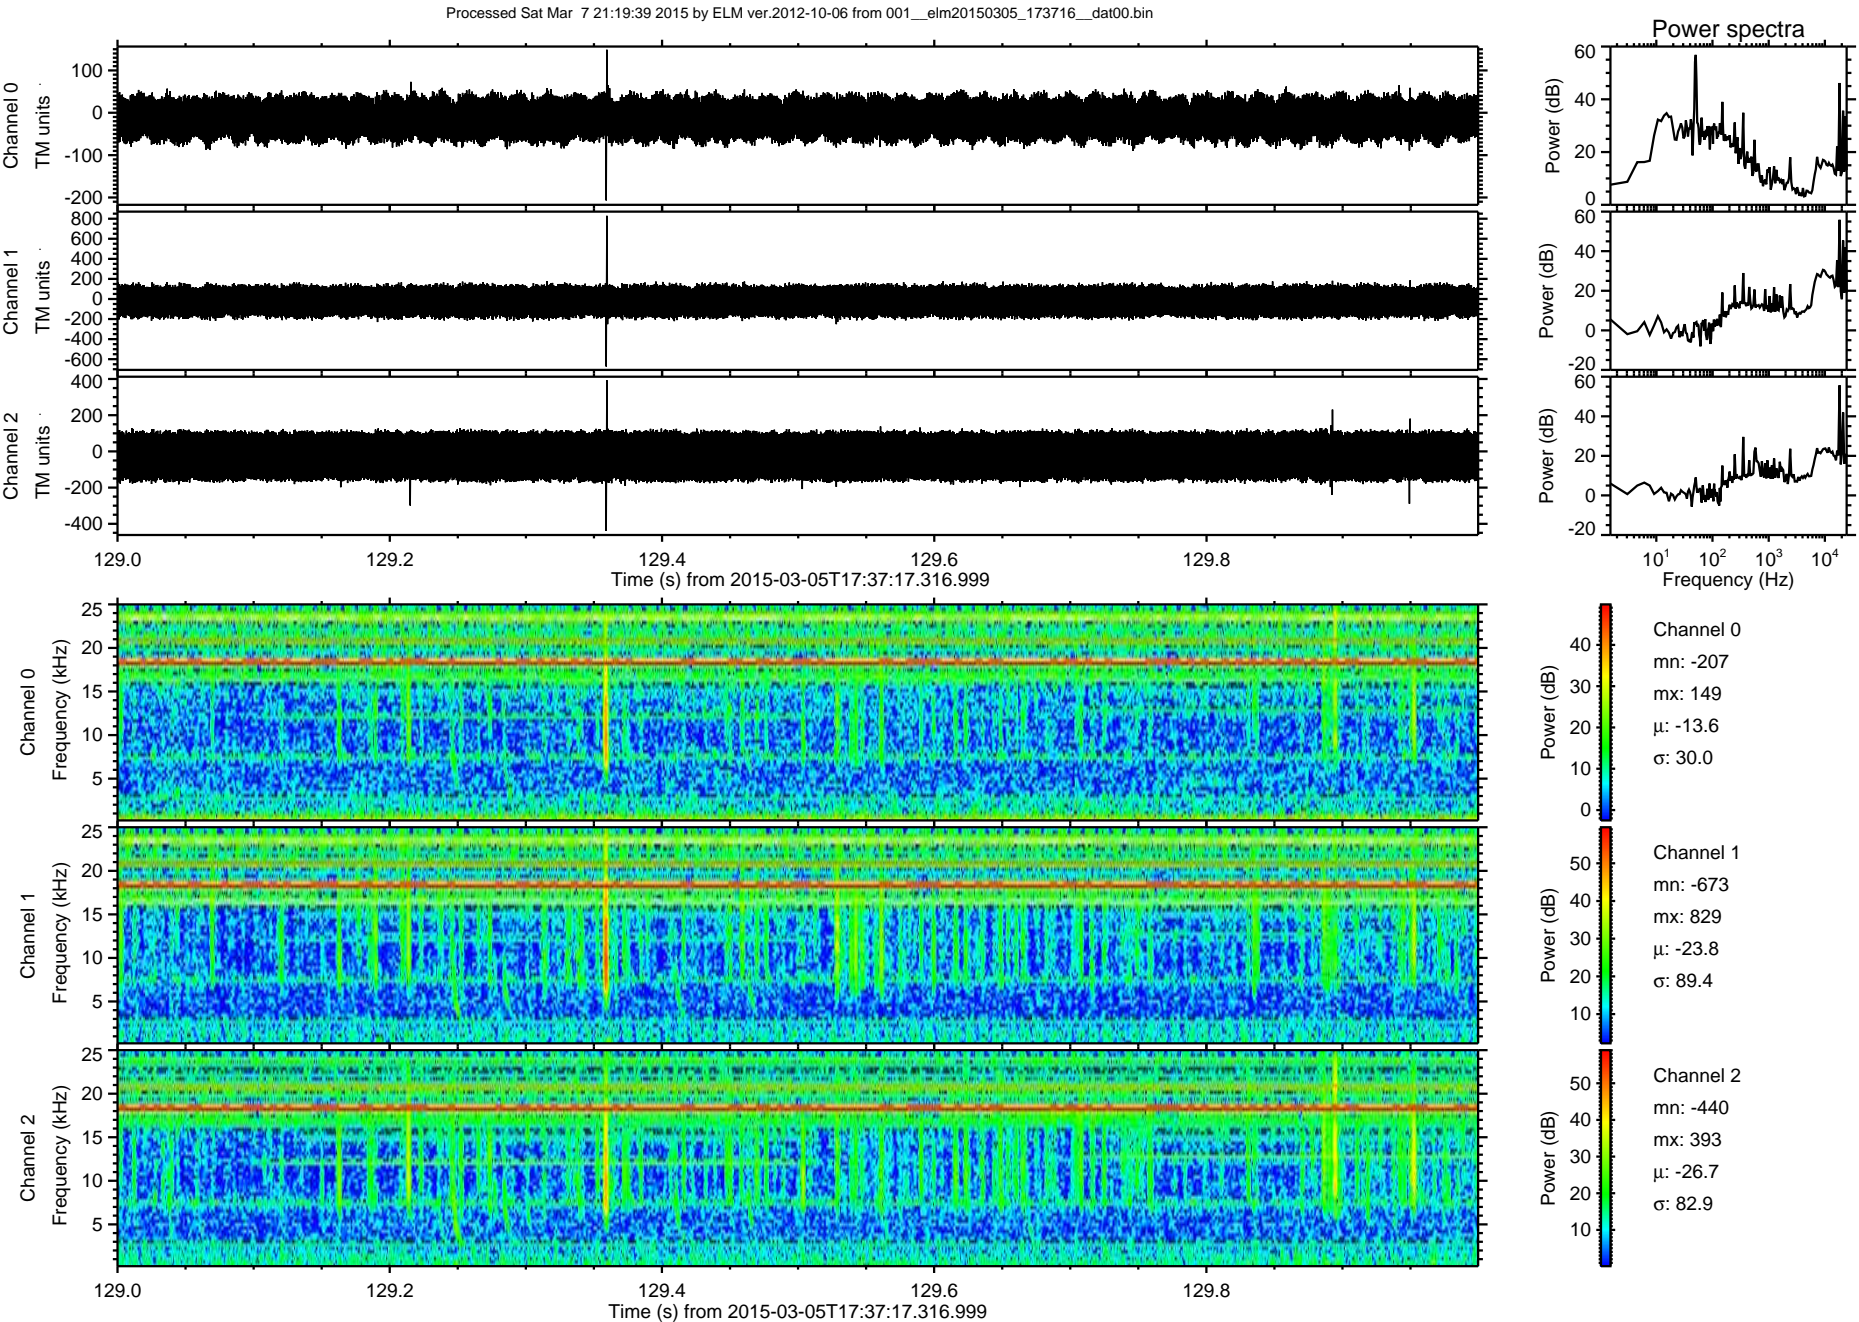 Processed Sat Mar 7 21:19:39 2015 by ELM ver.2012-10-06 from 001__elm20150305_173716__dat00.bin
Power spectra
Channel 0
TM units
100
0
-100
-200
Power (dB)
60
40
20
0
Channel 1
TM units
800
600
400
200
0
-200
-400
-600
Power (dB)
60
40
20
0
-20
Channel 2
TM units
400
200
0
-200
-400
Power (dB)
60
40
20
0
-20
129.0 129.2 129.4 129.6 129.8
Time (s) from 2015-03-05T17:37:17.316.999
10¹ 10² 10³ 10⁴
Frequency (Hz)
Channel 0
Frequency (kHz)
25
20
15
10
5
Power (dB)
40
30
20
10
0
Channel 0
mn: -207
mx: 149
μ: -13.6
σ: 30.0
Channel 1
Frequency (kHz)
25
20
15
10
5
Power (dB)
50
40
30
20
10
Channel 1
mn: -673
mx: 829
μ: -23.8
σ: 89.4
Channel 2
Frequency (kHz)
25
20
15
10
5
Power (dB)
50
40
30
20
10
Channel 2
mn: -440
mx: 393
μ: -26.7
σ: 82.9
129.0 129.2 129.4 129.6 129.8
Time (s) from 2015-03-05T17:37:17.316.999